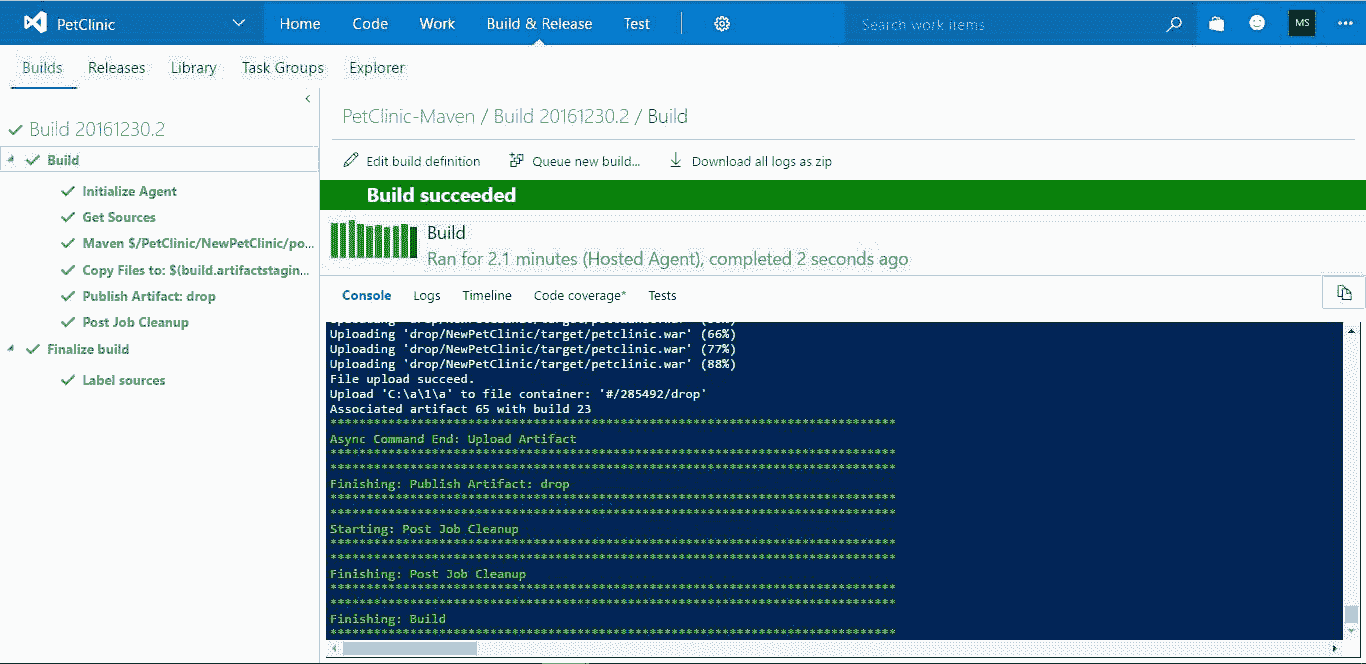 PetClinic
Home Code Work Build & Release Test
Search work items
MS
Builds Releases Library Task Groups Explorer
Build 20161230.2
Build
Initialize Agent
Get Sources
Maven $/PetClinic/NewPetClinic/po...
Copy Files to: $(build.artifactstagin...
Publish Artifact: drop
Post Job Cleanup
Finalize build
Label sources
PetClinic-Maven / Build 20161230.2 / Build
Edit build definition Queue new build... Download all logs as zip
Build succeeded
Build
Ran for 2.1 minutes (Hosted Agent), completed 2 seconds ago
Console Logs Timeline Code coverage* Tests
Uploading 'drop/NewPetClinic/target/petclinic.war'
Uploading 'drop/NewPetClinic/target/petclinic.war' (66%)
Uploading 'drop/NewPetClinic/target/petclinic.war' (77%)
Uploading 'drop/NewPetClinic/target/petclinic.war' (88%)
File upload succeed.
Upload 'C:\a\1\a' to file container: '#/285492/drop'
Associated artifact 65 with build 23
******************************************************************************
Async Command End: Upload Artifact
******************************************************************************
******************************************************************************
Finishing: Publish Artifact: drop
******************************************************************************
******************************************************************************
Starting: Post Job Cleanup
******************************************************************************
******************************************************************************
Finishing: Post Job Cleanup
******************************************************************************
******************************************************************************
Finishing: Build
******************************************************************************